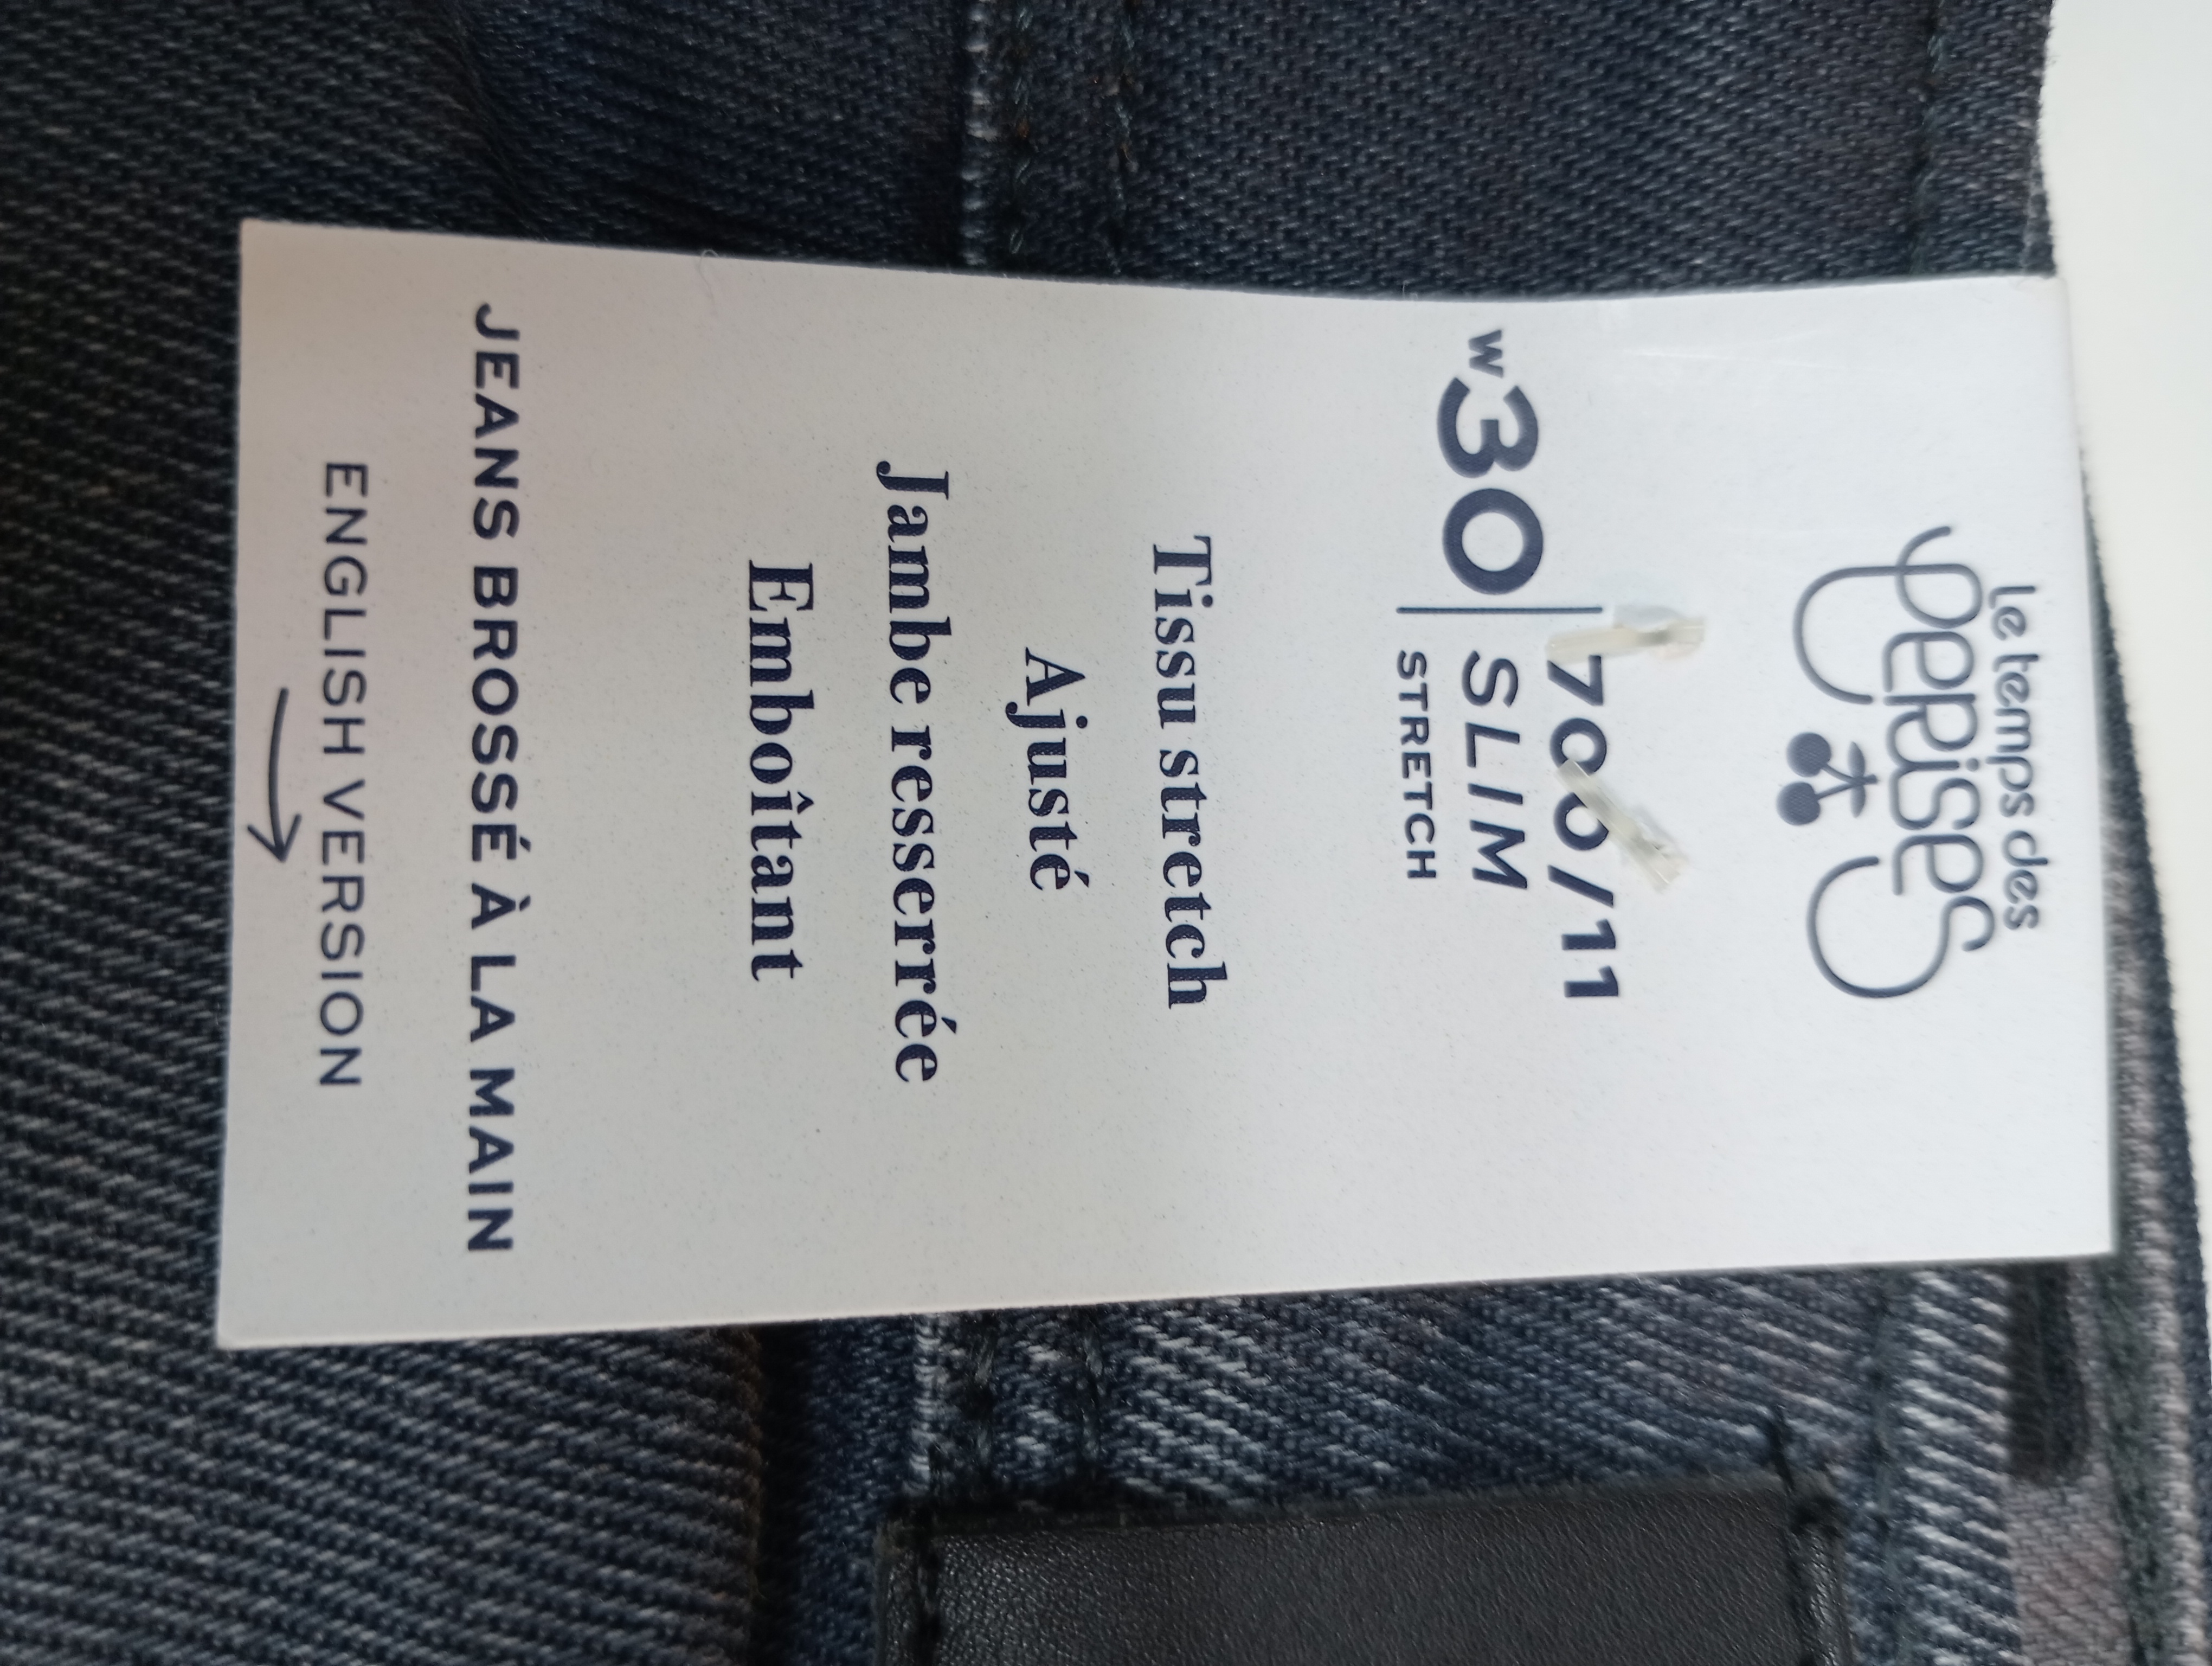 le temps des
cerises
W30
700/11
SLIM
STRETCH
Tissu stretch
Ajusté
Jambe resserrée
Emboîtant
JEANS BROSSÉ À LA MAIN
ENGLISH VERSION